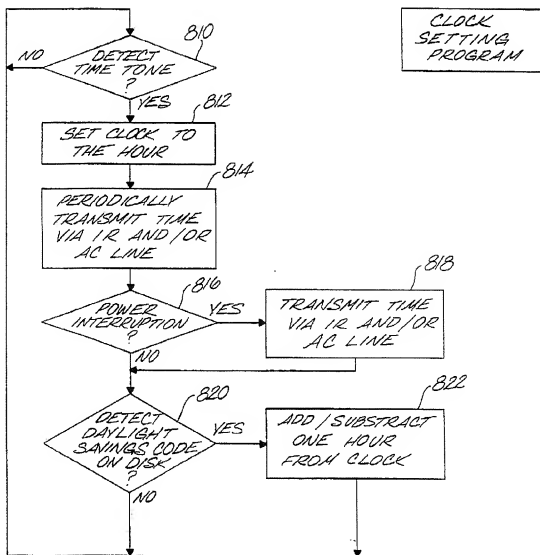 810
DETECT
TIME TONE
?
NO
YES
CLOCK
SETTING
PROGRAM
812
SET CLOCK TO
THE HOUR
814
PERIODICALLY
TRANSMIT TIME
VIA IR AND/OR
AC LINE
816
POWER
INTERRUPTION
?
YES
NO
818
TRANSMIT TIME
VIA IR AND/OR
AC LINE
820
DETECT
DAYLIGHT
SAVINGS CODE
ON DISK
?
YES
NO
822
ADD/SUBSTRACT
ONE HOUR
FROM CLOCK